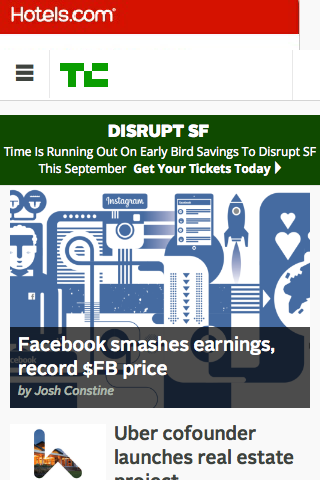 Hotels.com
TC
DISRUPT SF
Time Is Running Out On Early Bird Savings To Disrupt SF
This September Get Your Tickets Today
Instagram
Facebook smashes earnings,
record $FB price
by Josh Constine
Uber cofounder
launches real estate
project